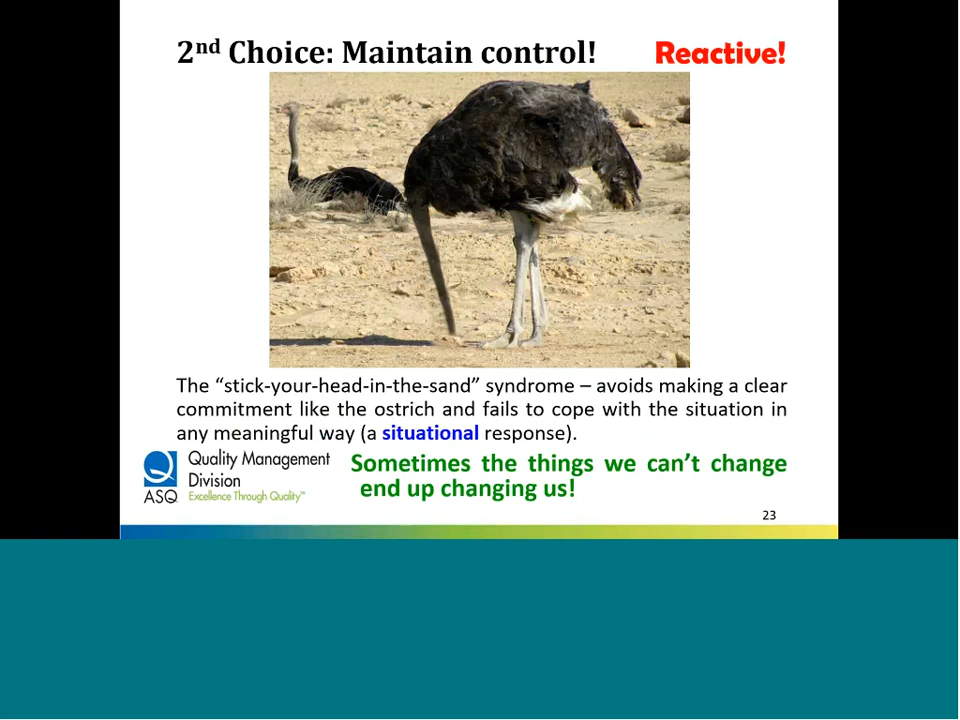 2nd Choice: Maintain control! Reactive!
The “stick-your-head-in-the-sand” syndrome – avoids making a clear
commitment like the ostrich and fails to cope with the situation in
any meaningful way (a situational response).
Sometimes the things we can’t change
end up changing us!
Quality Management
Division
Excellence Through Quality™
ASQ
23